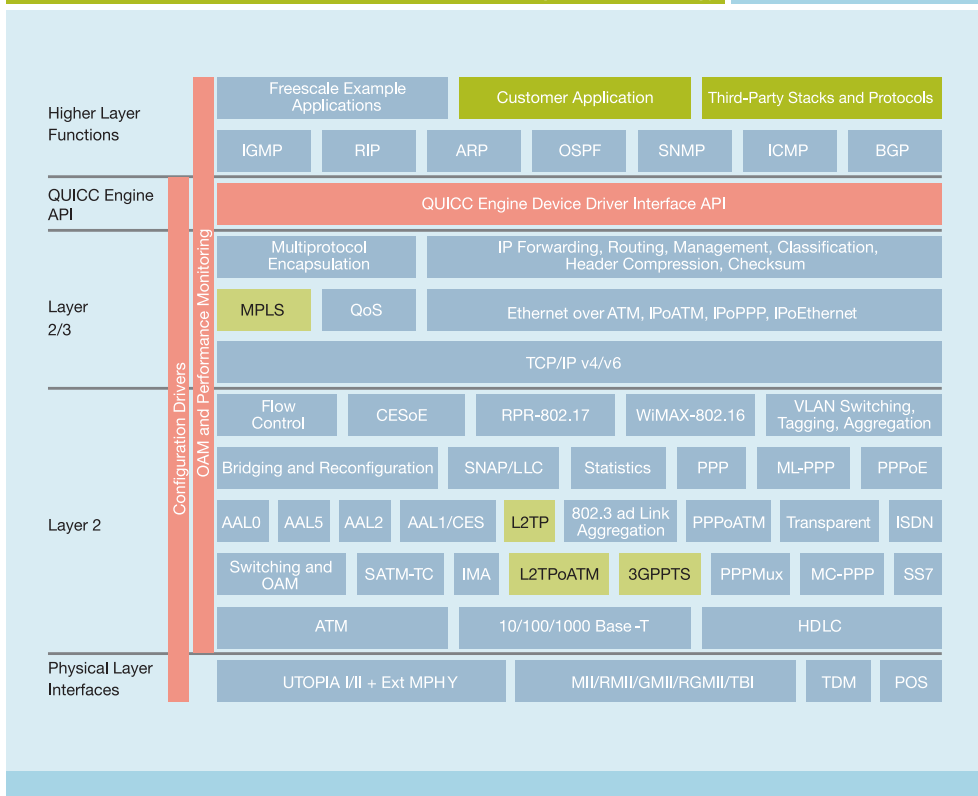 Higher Layer
Functions
Freescale Example
Applications
Customer Application
Third-Party Stacks and Protocols
IGMP
RIP
ARP
OSPF
SNMP
ICMP
BGP
QUICC Engine
API
QUICC Engine Device Driver Interface API
Configuration Drivers
OAM and Performance Monitoring
Layer
2/3
Multiprotocol
Encapsulation
IP Forwarding, Routing, Management, Classification,
Header Compression, Checksum
MPLS
QoS
Ethernet over ATM, IPoATM, IPoPPP, IPoEthernet
TCP/IP v4/v6
Layer 2
Flow
Control
CESoE
RPR-802.17
WiMAX-802.16
VLAN Switching,
Tagging, Aggregation
Bridging and Reconfiguration
SNAP/LLC
Statistics
PPP
ML-PPP
PPPoE
AAL0
AAL5
AAL2
AAL1/CES
L2TP
802.3 ad Link
Aggregation
PPPoATM
Transparent
ISDN
Switching and
OAM
SATM-TC
IMA
L2TPoATM
3GPPTS
PPPMux
MC-PPP
SS7
ATM
10/100/1000 Base-T
HDLC
Physical Layer
Interfaces
UTOPIA I/II + Ext MPHY
MII/RMII/GMII/RGMII/TBI
TDM
POS